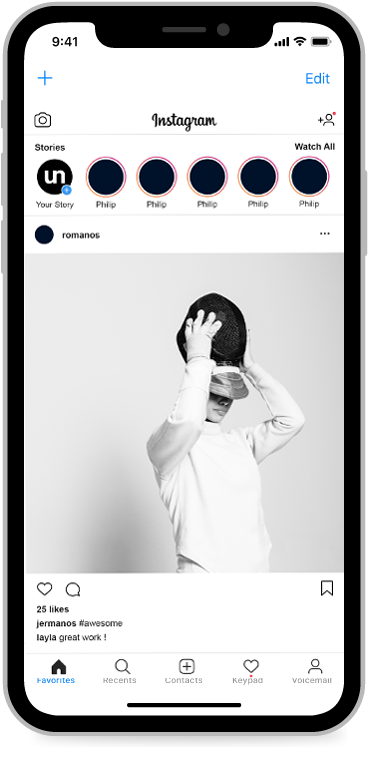 9:41
Edit
Instagram
Stories Watch All
un
Your Story Philip Philip Philip Philip Philip
romanos
25 likes
jermanos #awesome
layla great work !
Favorites Recents Contacts Keypad Voicemail